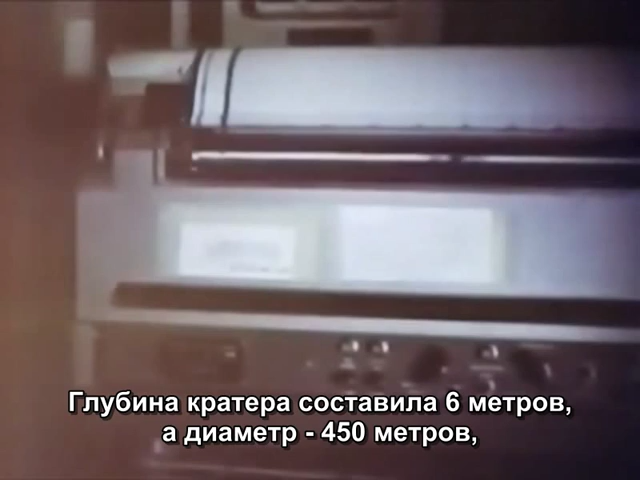 Глубина кратера составила 6 метров,
а диаметр - 450 метров,